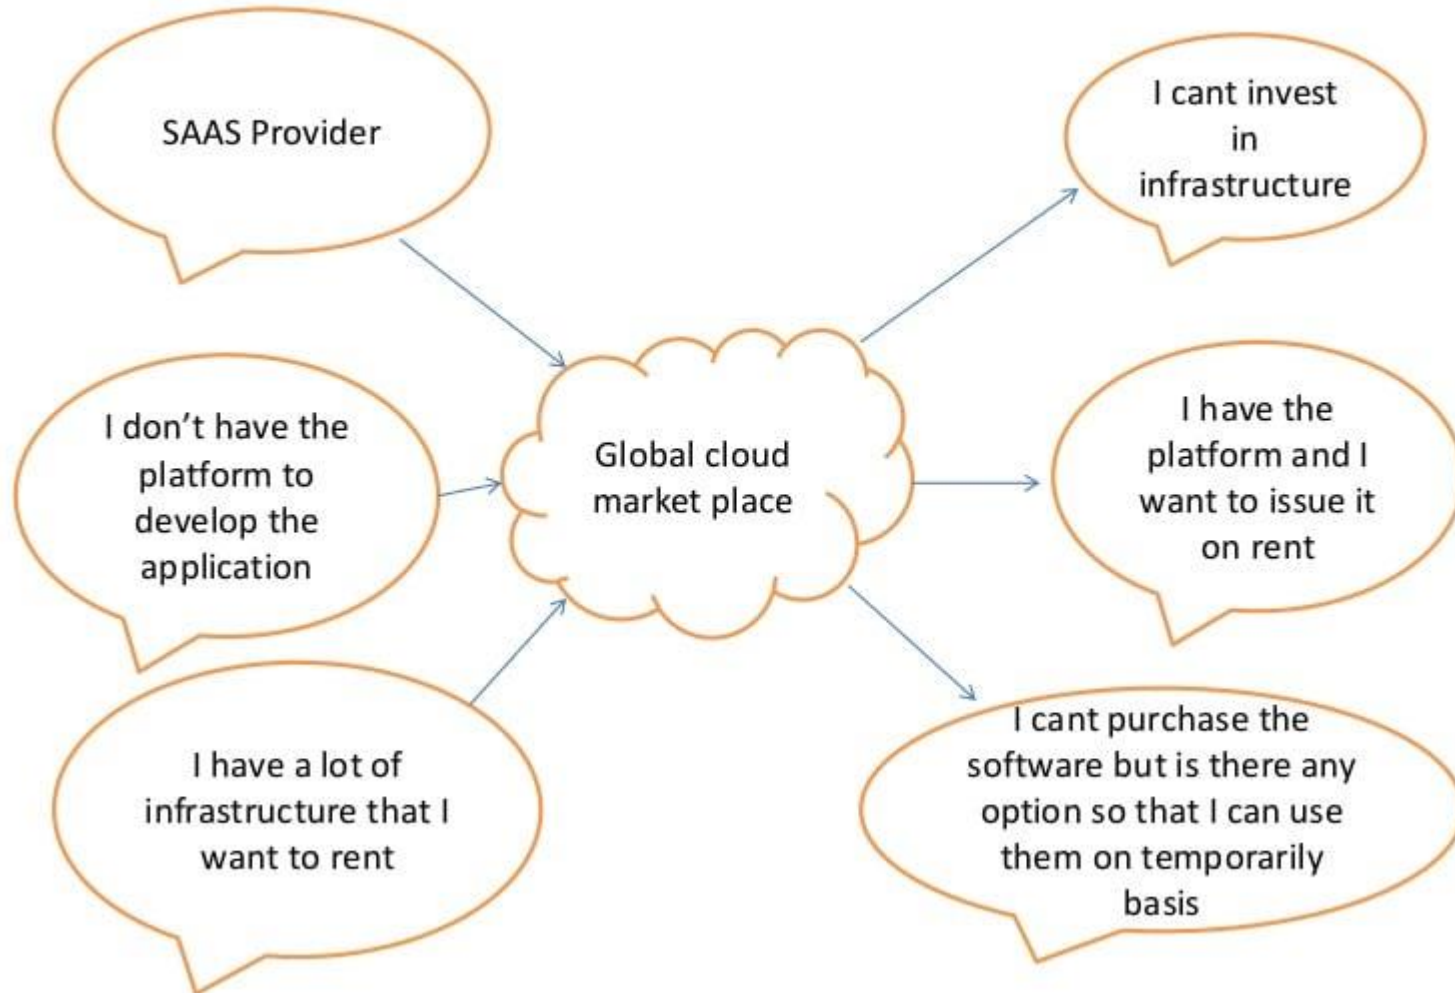 SAAS Provider
I don’t have the
platform to
develop the
application
I have a lot of
infrastructure that I
want to rent
Global cloud
market place
I cant invest
in
infrastructure
I have the
platform and I
want to issue it
on rent
I cant purchase the
software but is there any
option so that I can use
them on temporarily
basis